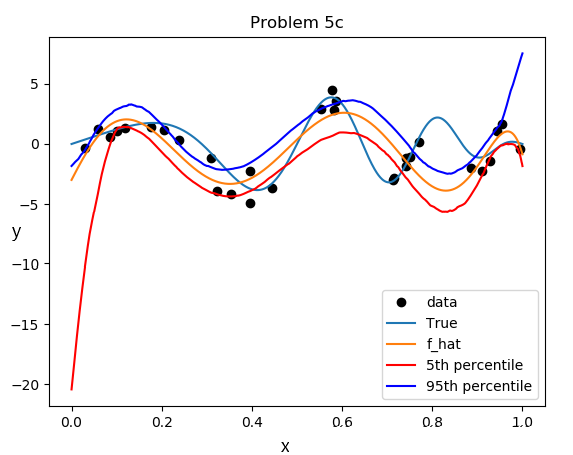 Problem 5c
5
0
−5
−10
−15
−20
y
0.0 0.2 0.4 0.6 0.8 1.0
x
data
True
f_hat
5th percentile
95th percentile